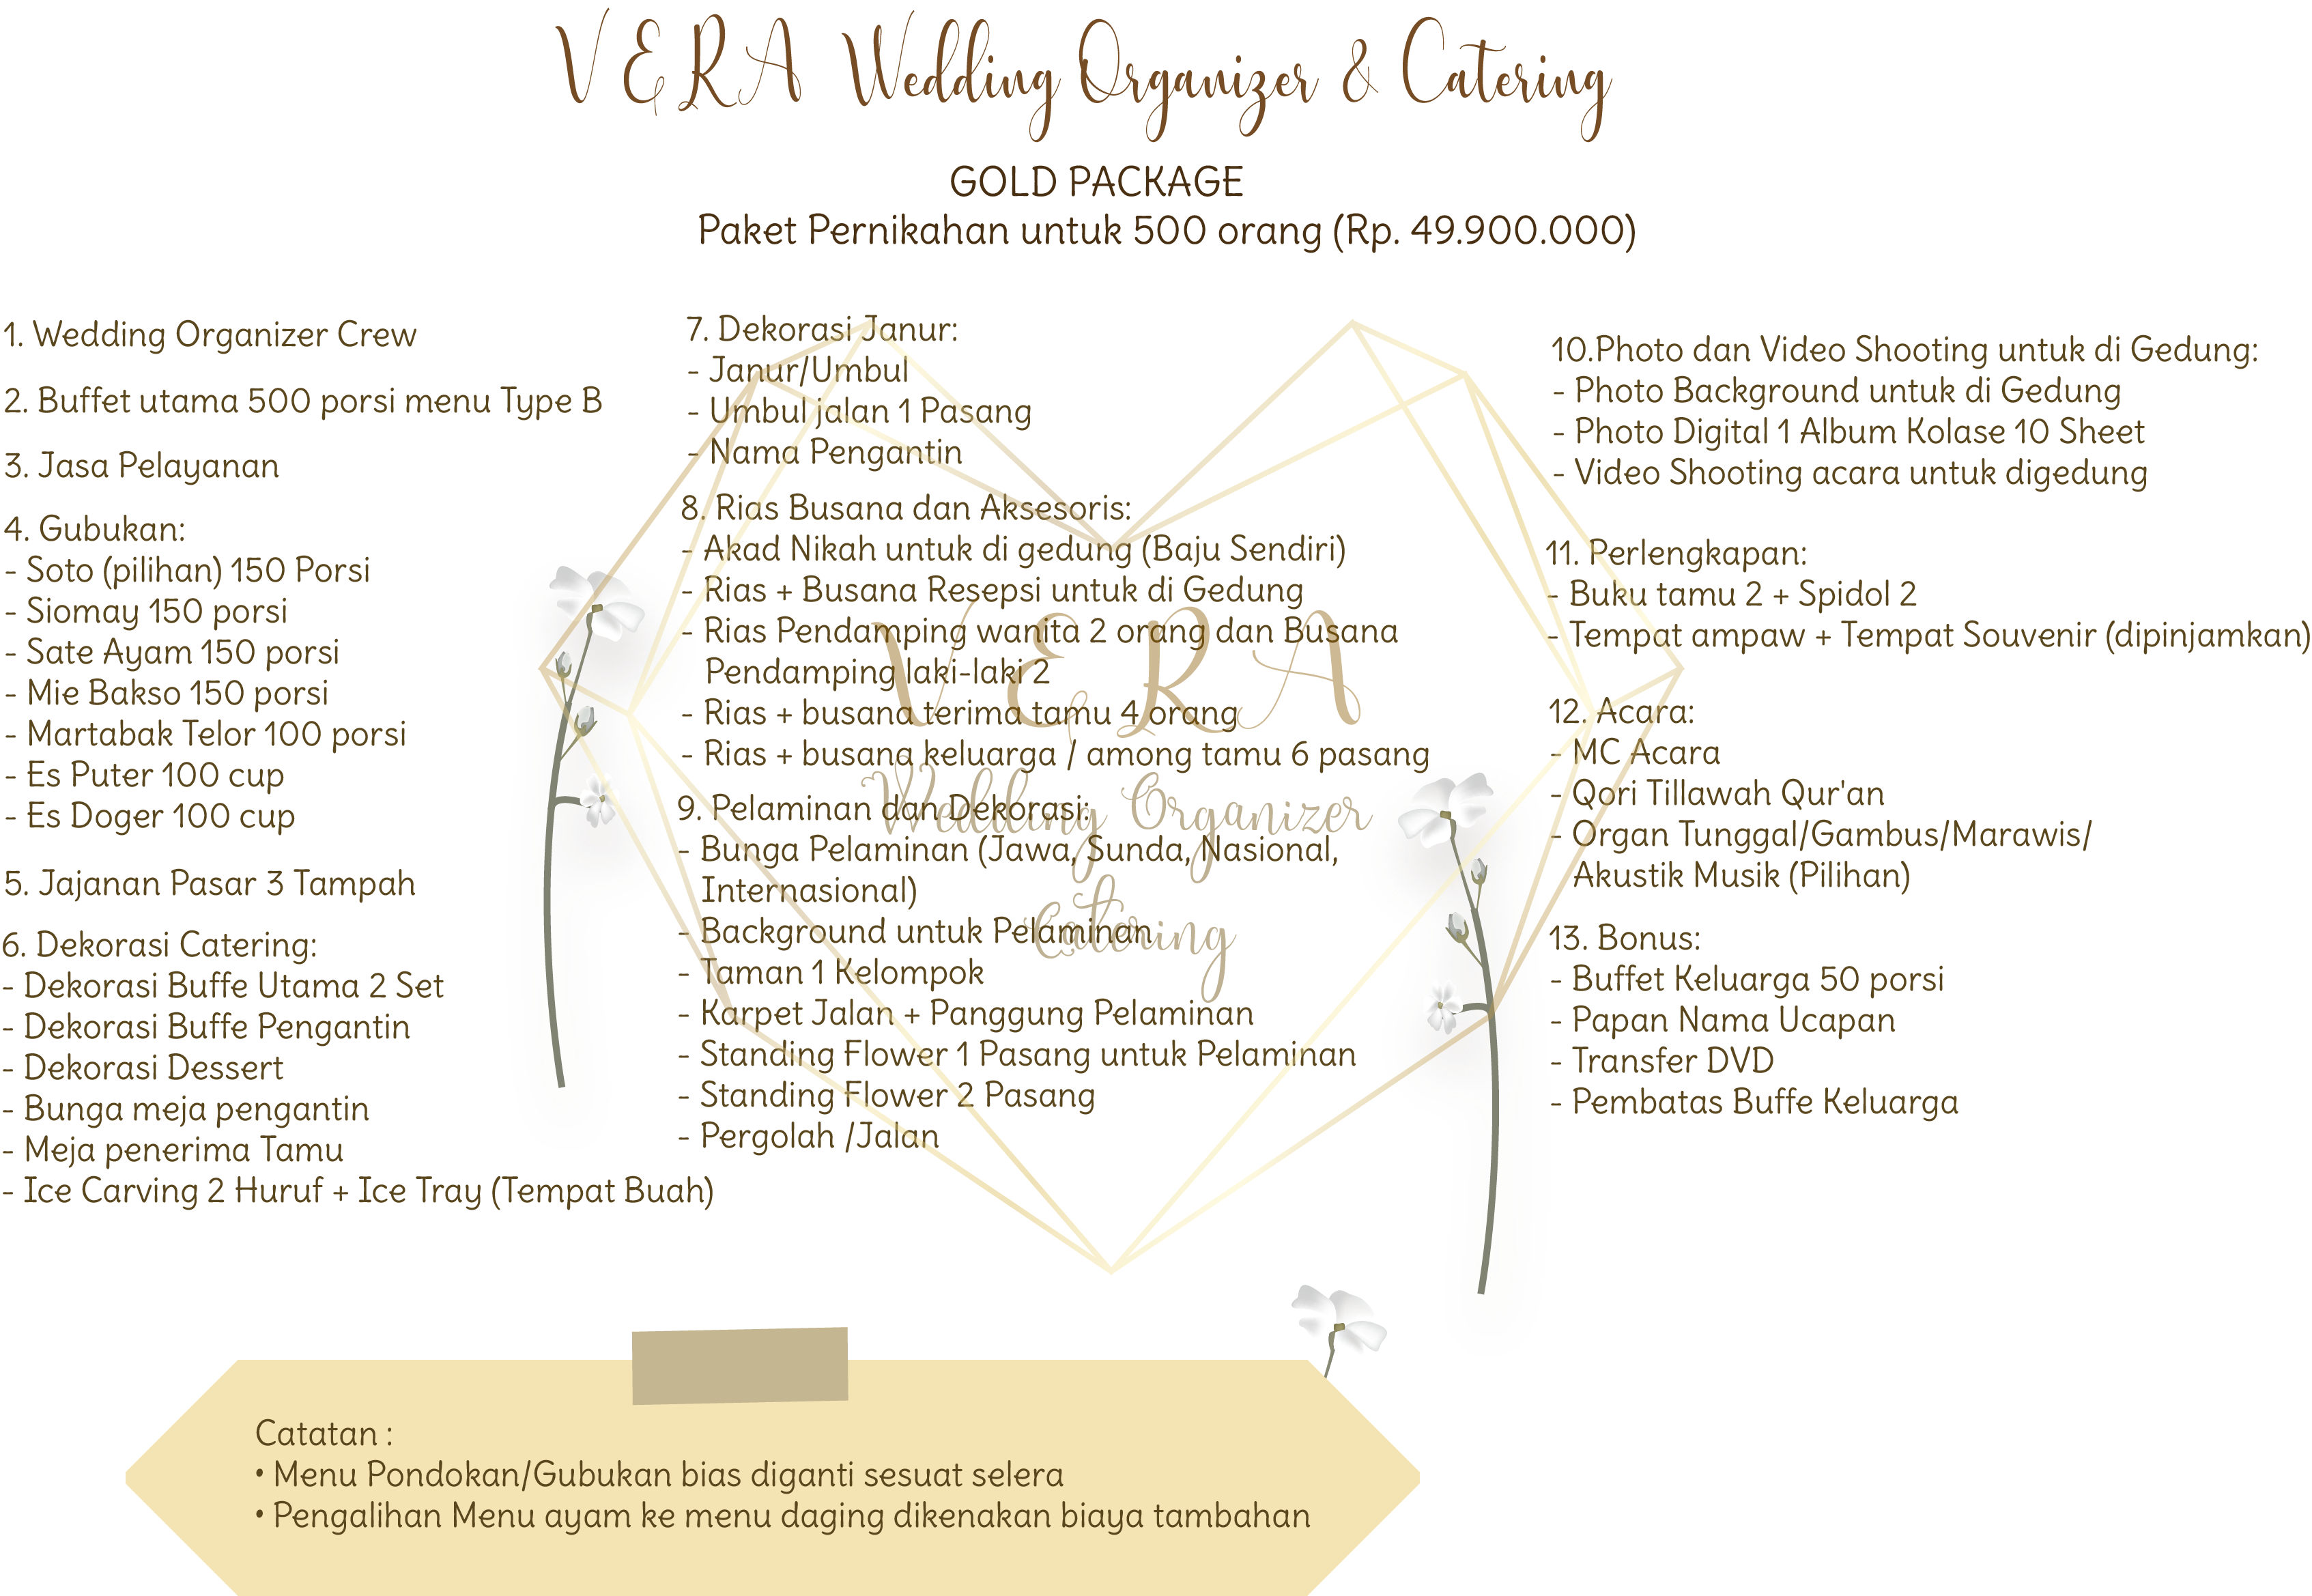 VERA Wedding Organizer & Catering
GOLD PACKAGE
Paket Pernikahan untuk 500 orang (Rp. 49.900.000)
1. Wedding Organizer Crew
2. Buffet utama 500 porsi menu Type B
3. Jasa Pelayanan
4. Gubukan:
- Soto (pilihan) 150 Porsi
- Siomay 150 porsi
- Sate Ayam 150 porsi
- Mie Bakso 150 porsi
- Martabak Telor 100 porsi
- Es Puter 100 cup
- Es Doger 100 cup
5. Jajanan Pasar 3 Tampah
6. Dekorasi Catering:
- Dekorasi Buffe Utama 2 Set
- Dekorasi Buffe Pengantin
- Dekorasi Dessert
- Bunga meja pengantin
- Meja penerima Tamu
- Ice Carving 2 Huruf + Ice Tray (Tempat Buah)
7. Dekorasi Janur:
- Janur/Umbul
- Umbul jalan 1 Pasang
- Nama Pengantin
8. Rias Busana dan Aksesoris:
- Akad Nikah untuk di gedung (Baju Sendiri)
- Rias + Busana Resepsi untuk di Gedung
- Rias Pendamping wanita 2 orang dan Busana
Pendamping laki-laki 2
- Rias + busana terima tamu 4 orang
- Rias + busana keluarga / among tamu 6 pasang
9. Pelaminan dan Dekorasi:
- Bunga Pelaminan (Jawa, Sunda, Nasional,
Internasional)
- Background untuk Pelaminan
- Taman 1 Kelompok
- Karpet Jalan + Panggung Pelaminan
- Standing Flower 1 Pasang untuk Pelaminan
- Standing Flower 2 Pasang
- Pergolah /Jalan
VERA
Wedding Organizer
Catering
10.Photo dan Video Shooting untuk di Gedung:
- Photo Background untuk di Gedung
- Photo Digital 1 Album Kolase 10 Sheet
- Video Shooting acara untuk digedung
11. Perlengkapan:
- Buku tamu 2 + Spidol 2
- Tempat ampaw + Tempat Souvenir (dipinjamkan)
12. Acara:
- MC Acara
- Qori Tillawah Qur'an
- Organ Tunggal/Gambus/Marawis/
Akustik Musik (Pilihan)
13. Bonus:
- Buffet Keluarga 50 porsi
- Papan Nama Ucapan
- Transfer DVD
- Pembatas Buffe Keluarga
Catatan :
• Menu Pondokan/Gubukan bias diganti sesuat selera
• Pengalihan Menu ayam ke menu daging dikenakan biaya tambahan